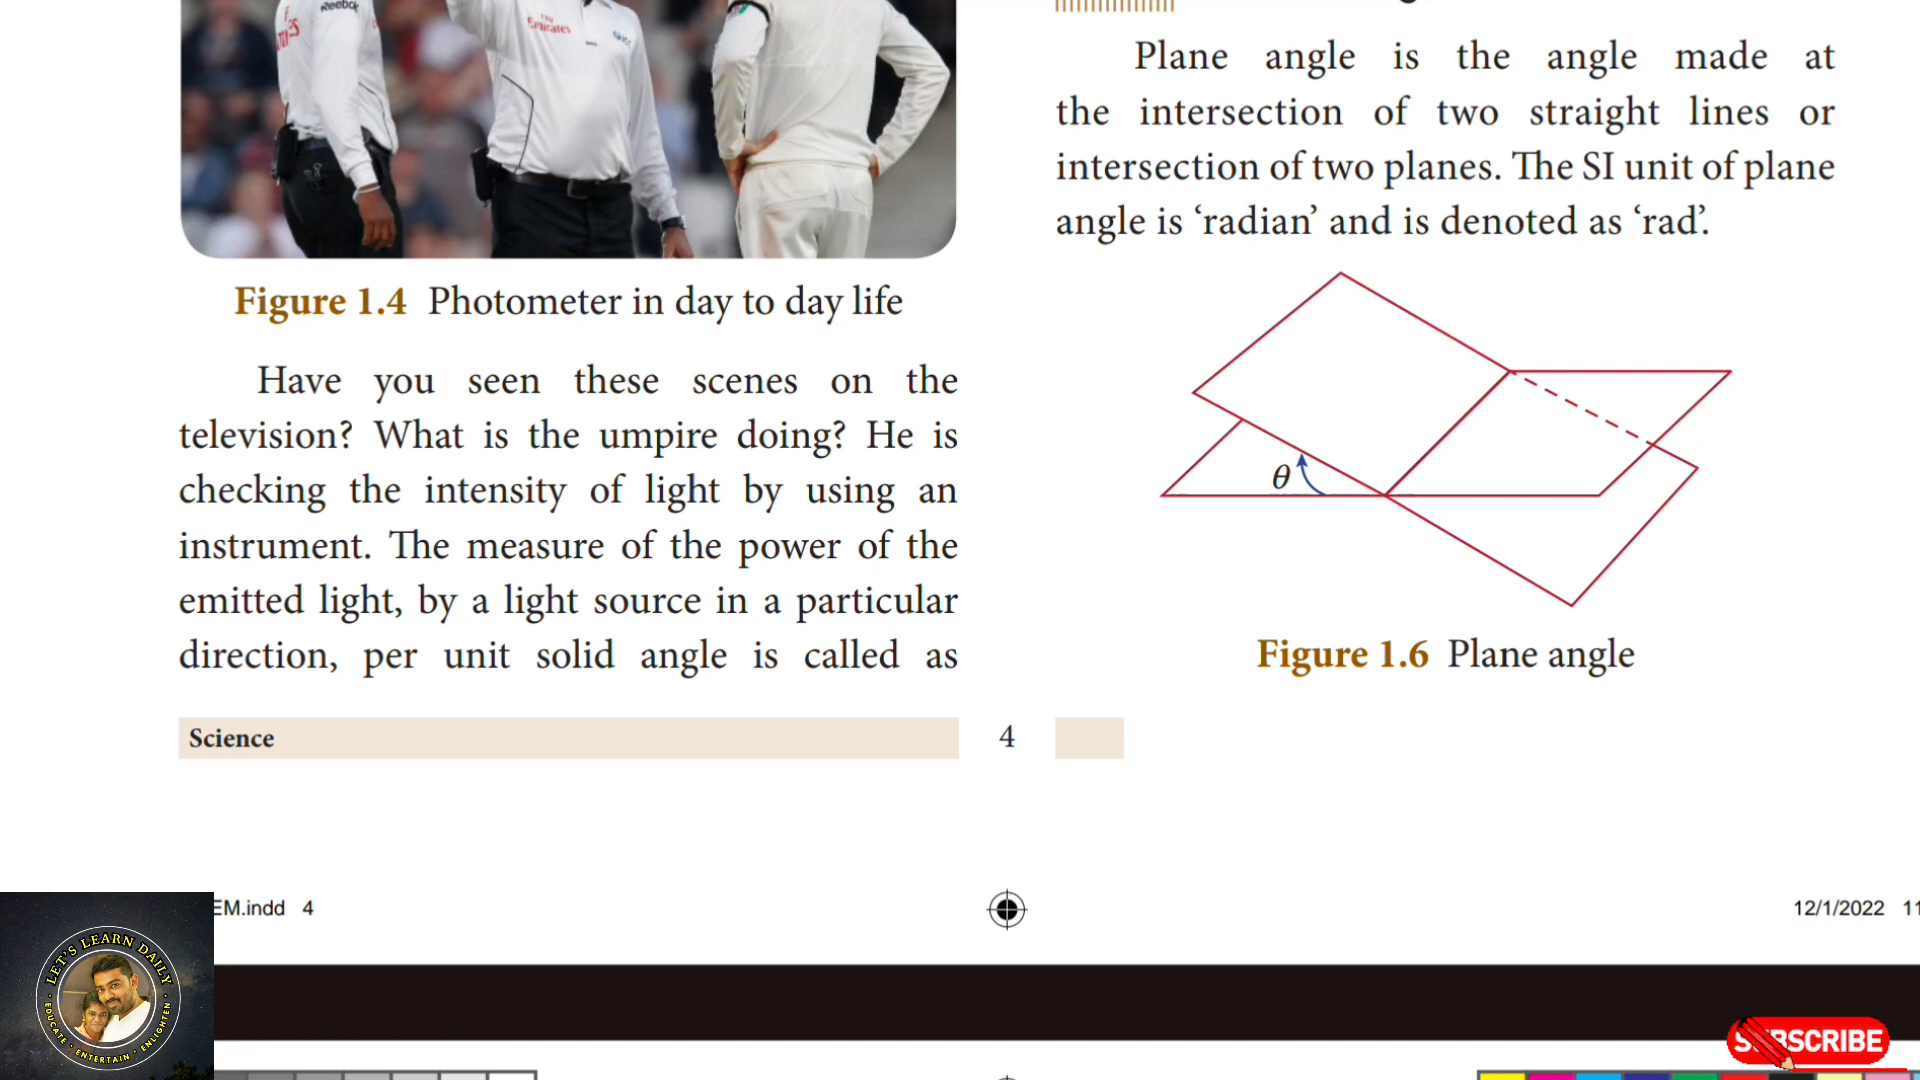 Reebok
Fly
Emirates
Figure 1.4 Photometer in day to day life
Have you seen these scenes on the
television? What is the umpire doing? He is
checking the intensity of light by using an
instrument. The measure of the power of the
emitted light, by a light source in a particular
direction, per unit solid angle is called as
Science
4
Plane angle is the angle made at
the intersection of two straight lines or
intersection of two planes. The SI unit of plane
angle is ‘radian’ and is denoted as ‘rad’.
θ
Figure 1.6 Plane angle
EM.indd 4
12/1/2022 11
LET'S LEARN DAILY
EDUCATE · ENTERTAIN · ENLIGHTEN
SUBSCRIBE